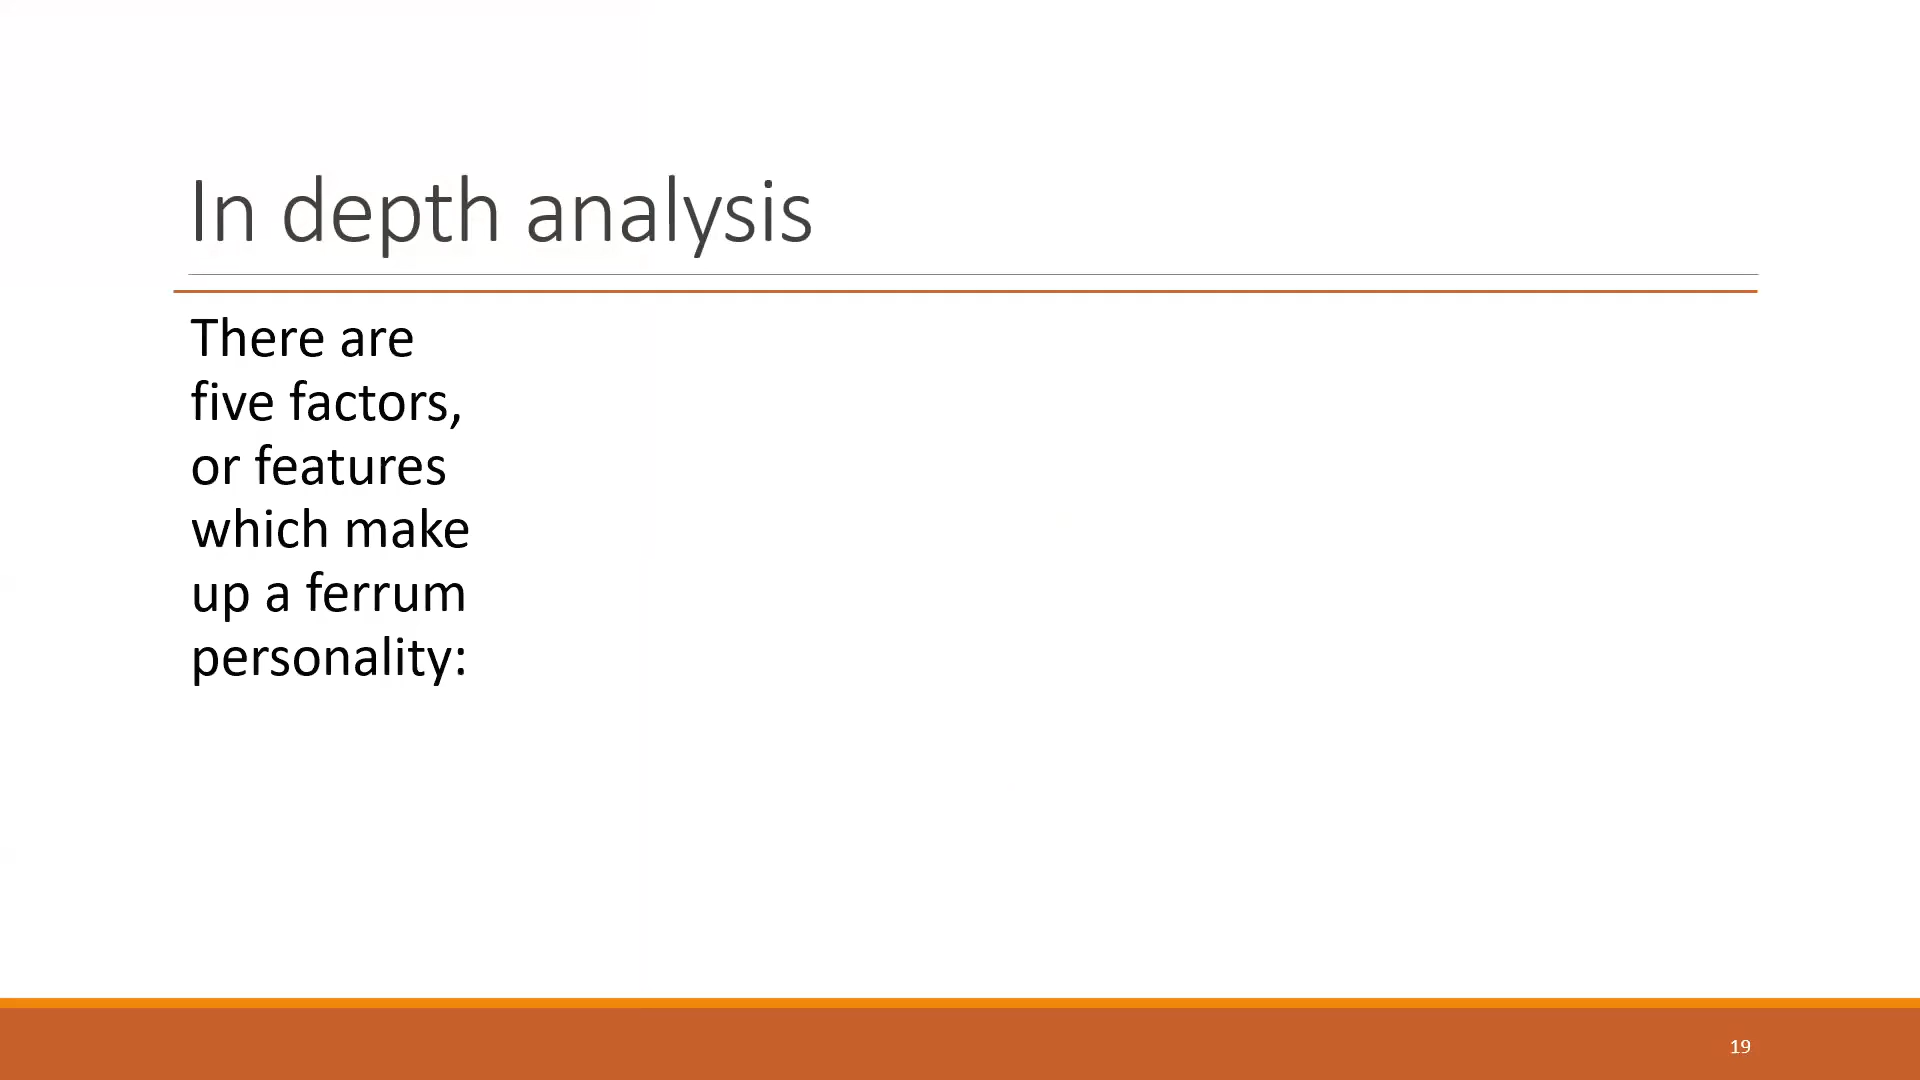 In depth analysis
There are
five factors,
or features
which make
up a ferrum
personality:
19